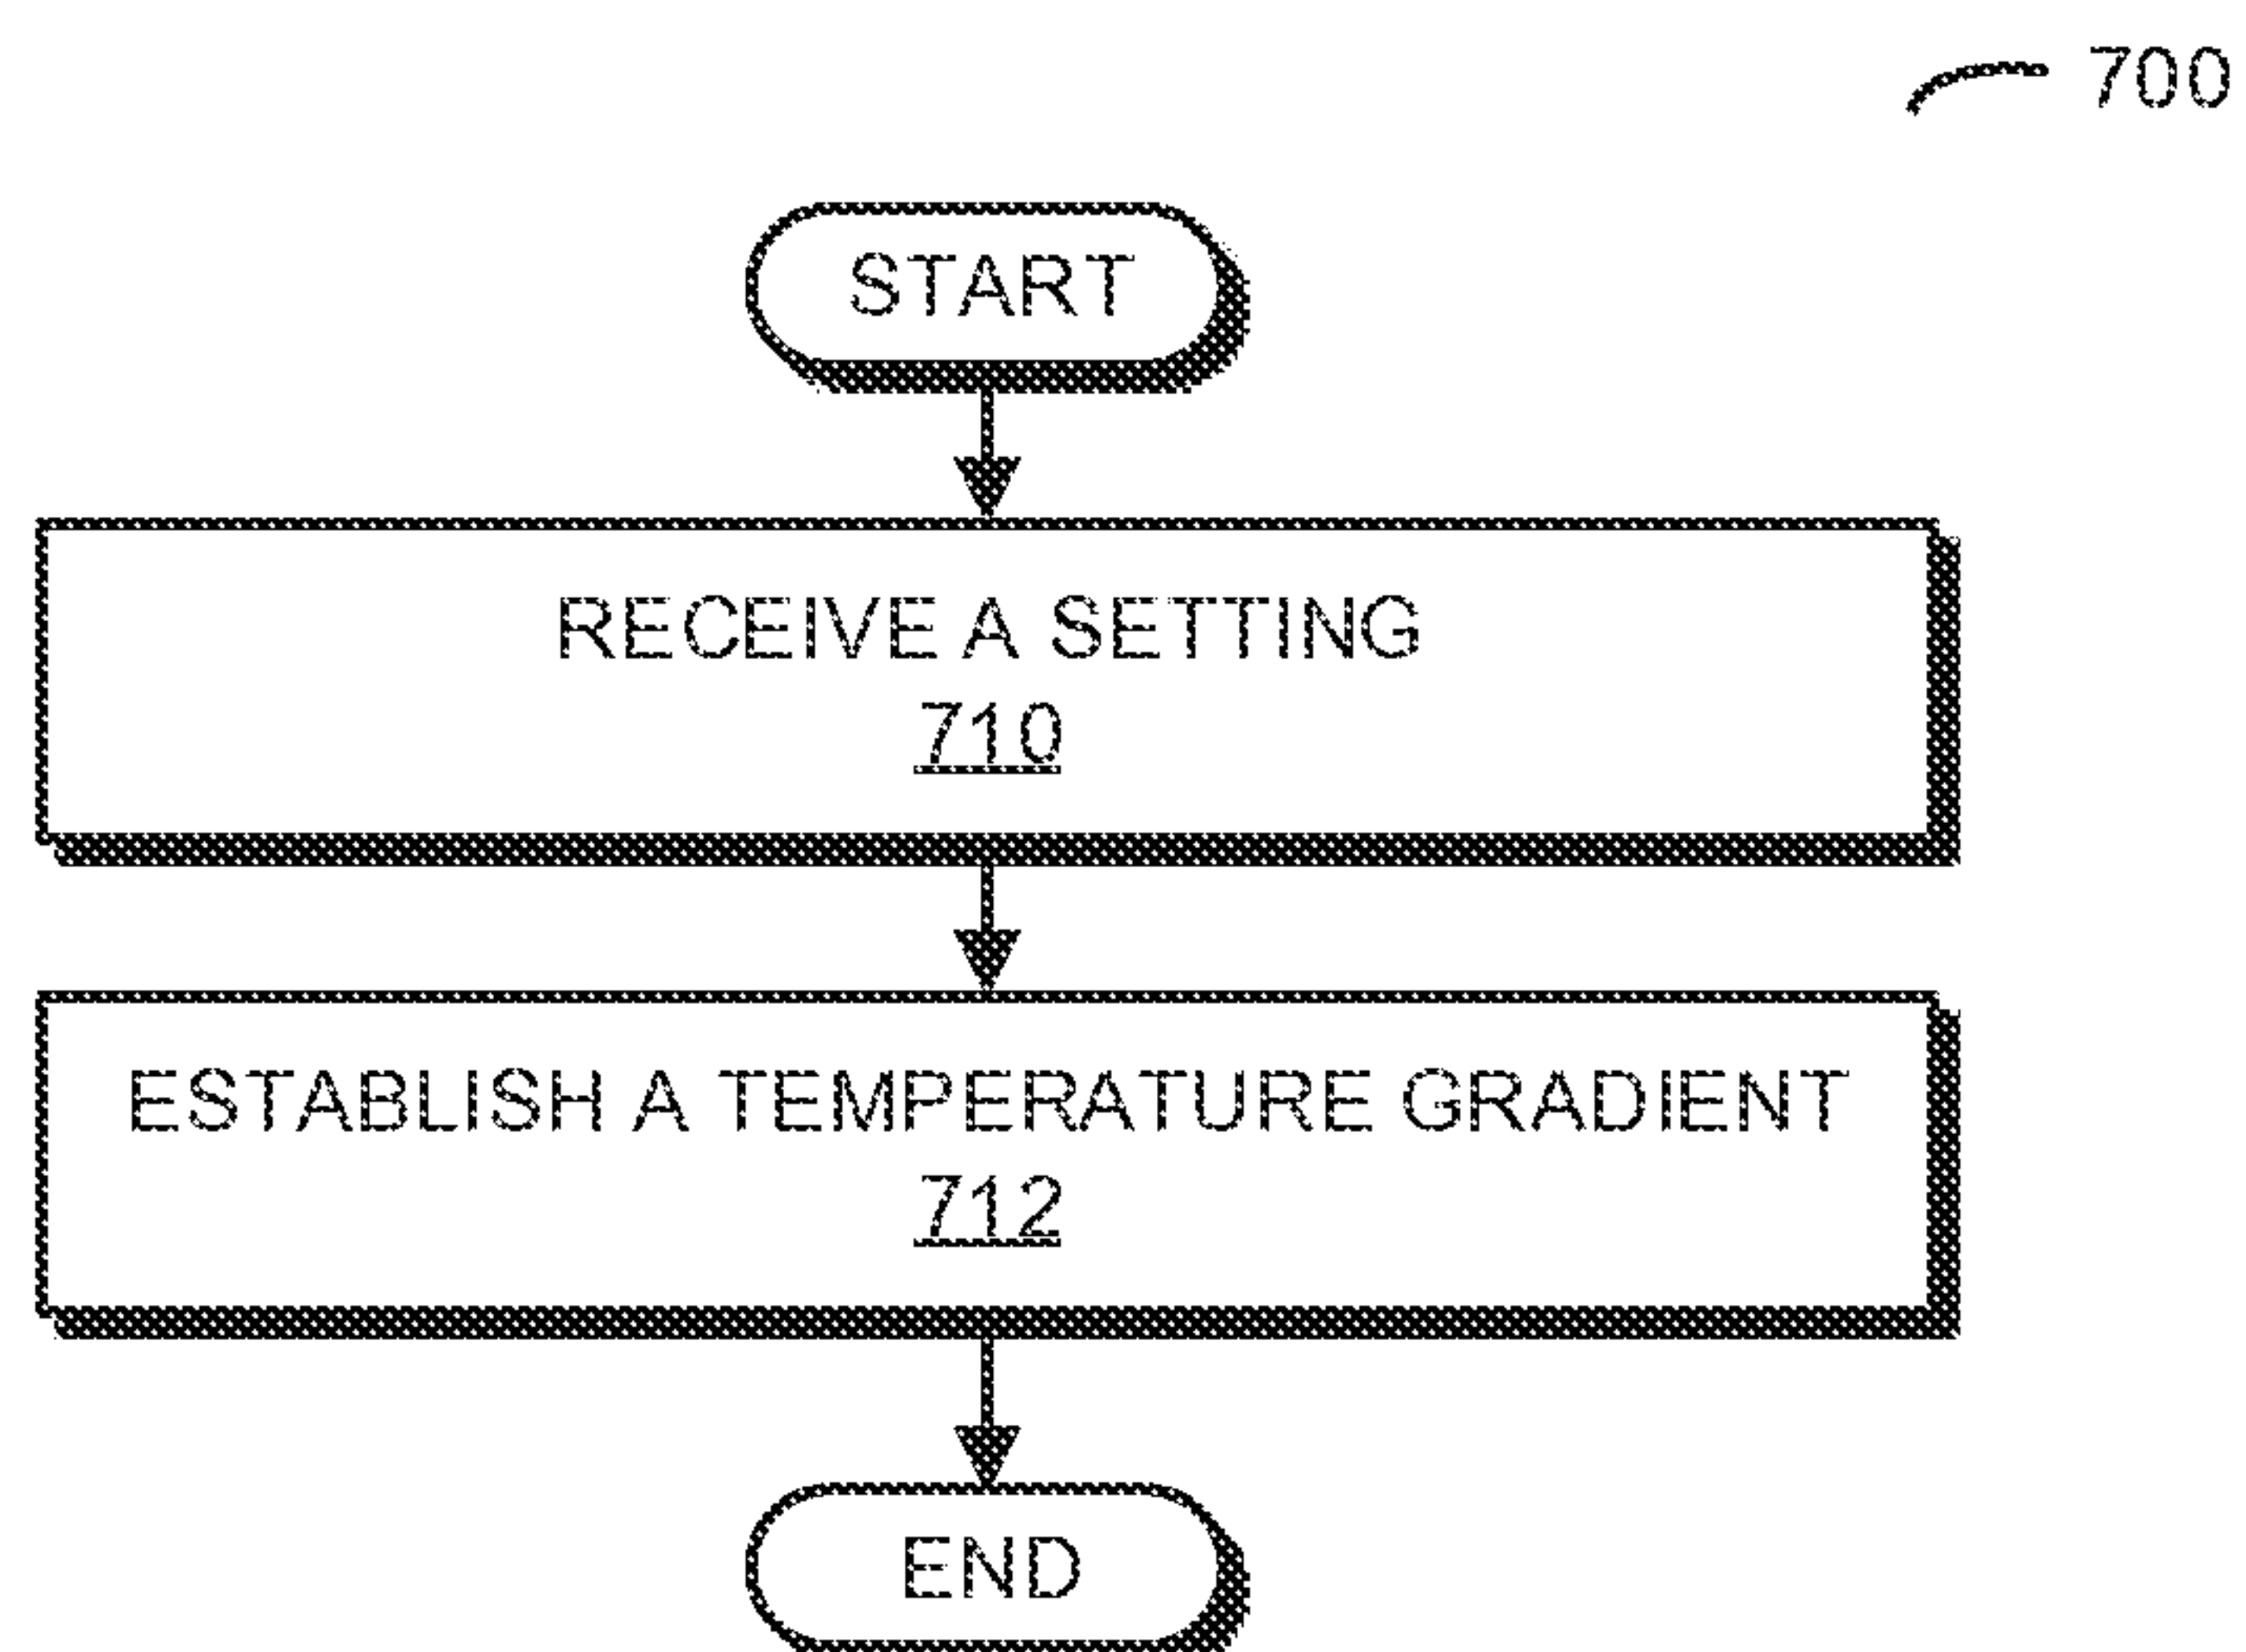 700
START
RECEIVE A SETTING
710
ESTABLISH A TEMPERATURE GRADIENT
712
END